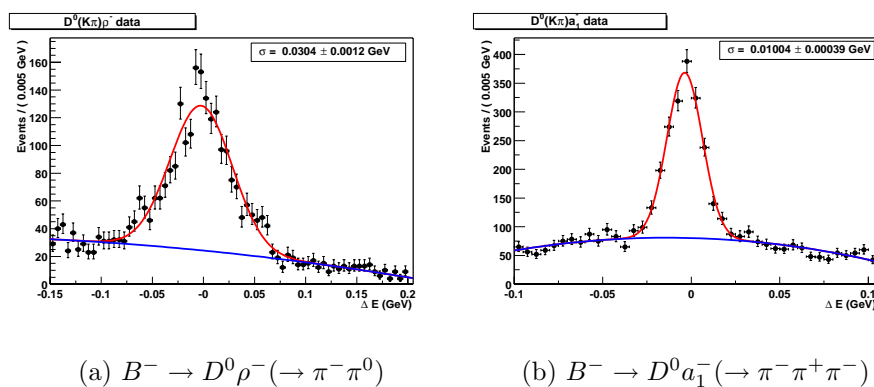 D⁰(Kπ)ρ⁻ data
σ = 0.0304 ± 0.0012 GeV
Events / ( 0.005 GeV )
160
140
120
100
80
60
40
20
0
-0.15 -0.1 -0.05 -0 0.05 0.1 0.15 0.2
Δ E (GeV)
(a) B⁻ → D⁰ρ⁻(→ π⁻π⁰)
D⁰(Kπ)a₁⁻ data
σ = 0.01004 ± 0.00039 GeV
Events / ( 0.005 GeV )
400
350
300
250
200
150
100
50
0
-0.1 -0.05 0 0.05 0.1
Δ E (GeV)
(b) B⁻ → D⁰a₁⁻(→ π⁻π⁺π⁻)